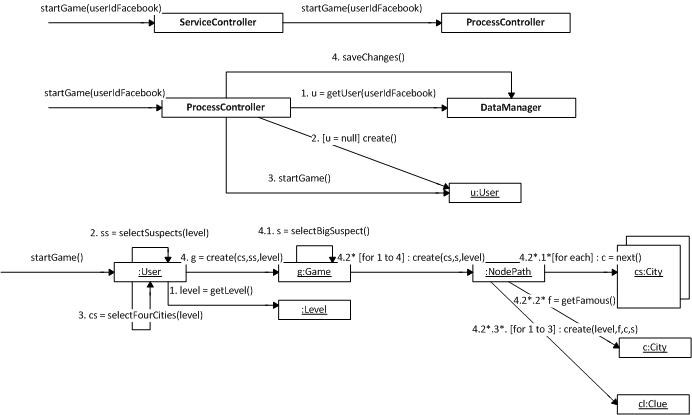 startGame(userIdFacebook)
startGame(userIdFacebook)
ServiceController
ProcessController
4. saveChanges()
startGame(userIdFacebook)
1. u = getUser(userIdFacebook)
ProcessController
DataManager
2. [u = null] create()
3. startGame()
u:User
2. ss = selectSuspects(level)
4.1. s = selectBigSuspect()
startGame()
4. g = create(cs,ss,level)
4.2* [for 1 to 4] : create(cs,s,level)
4.2*.1*[for each] : c = next()
:User
g:Game
:NodePath
cs:City
1. level = getLevel()
4.2*.2* f = getFamous()
:Level
3. cs = selectFourCities(level)
4.2*.3*. [for 1 to 3] : create(level,f,c,s)
c:City
cl:Clue